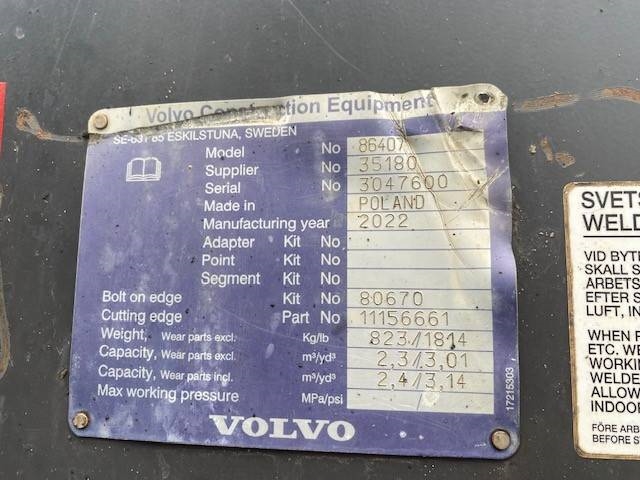 Volvo Construction Equipment
SE-631 85 ESKILSTUNA, SWEDEN
Model No 86407
Supplier No 35180
Serial No 3047600
Made in POLAND
Manufacturing year 2022
Adapter Kit No
Point Kit No
Segment Kit No
Bolt on edge Kit No 80670
Cutting edge Part No 11156661
Weight, Wear parts excl. Kg/lb 823/1814
Capacity, Wear parts excl. m³/yd³ 2,3/3,01
Capacity, Wear parts incl. m³/yd³ 2,4/3,14
Max working pressure MPa/psi
VOLVO
17215303
SVETS
WELD
VID BYT
SKALL S
ARBETS
EFTER S
LUFT, IN
WHEN
ETC. WE
WORKIN
WELDE
ALLOW
INDOOR
FÖRE ARB
BEFORE S